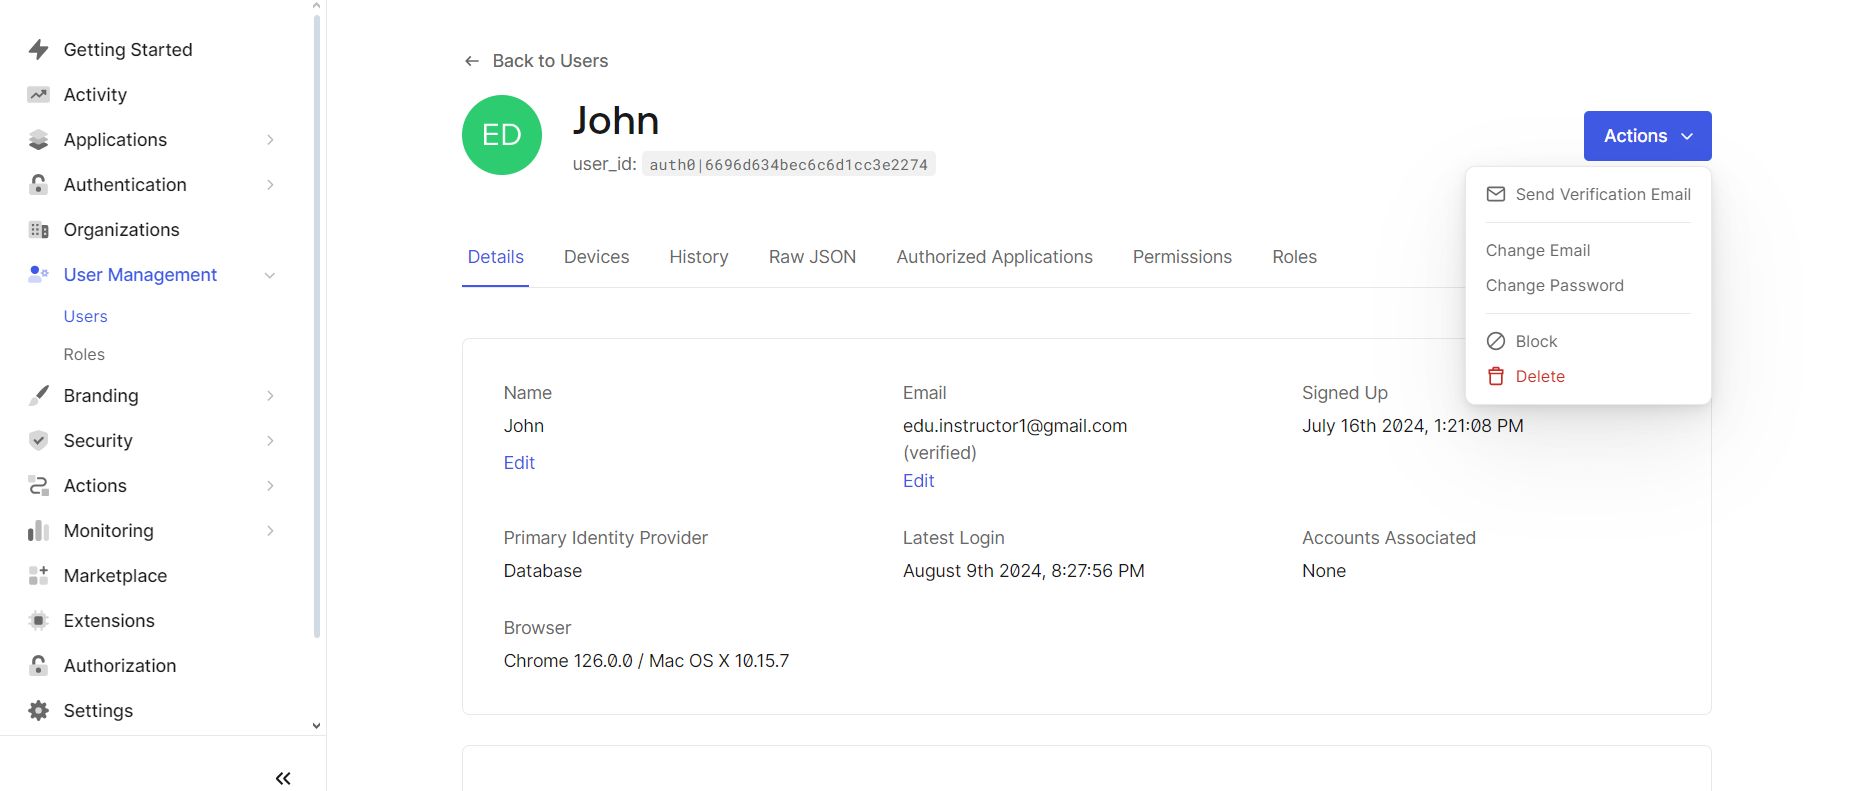 Getting Started
Activity
Applications
Authentication
Organizations
User Management
Users
Roles
Branding
Security
Actions
Monitoring
Marketplace
Extensions
Authorization
Settings
Back to Users
ED
John
user_id: auth0|6696d634bec6c6d1cc3e2274
Actions
Send Verification Email
Change Email
Change Password
Block
Delete
Details Devices History Raw JSON Authorized Applications Permissions Roles
Name
John
Edit
Email
edu.instructor1@gmail.com
(verified)
Edit
Signed Up
July 16th 2024, 1:21:08 PM
Primary Identity Provider
Database
Latest Login
August 9th 2024, 8:27:56 PM
Accounts Associated
None
Browser
Chrome 126.0.0 / Mac OS X 10.15.7